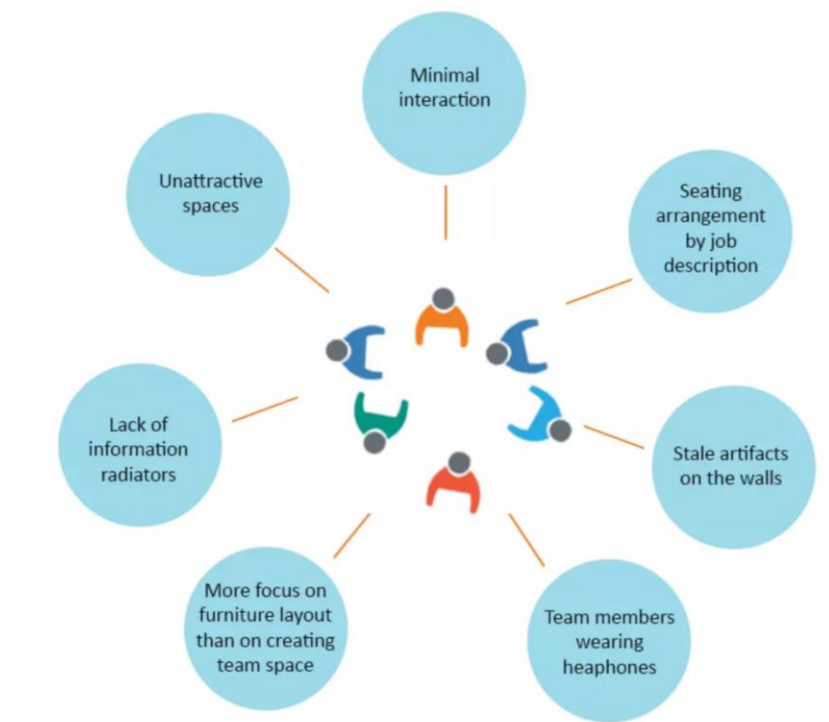 Minimal
interaction
Seating
arrangement
by job
description
Stale artifacts
on the walls
Team members
wearing
heaphones
More focus on
furniture layout
than on creating
team space
Lack of
information
radiators
Unattractive
spaces